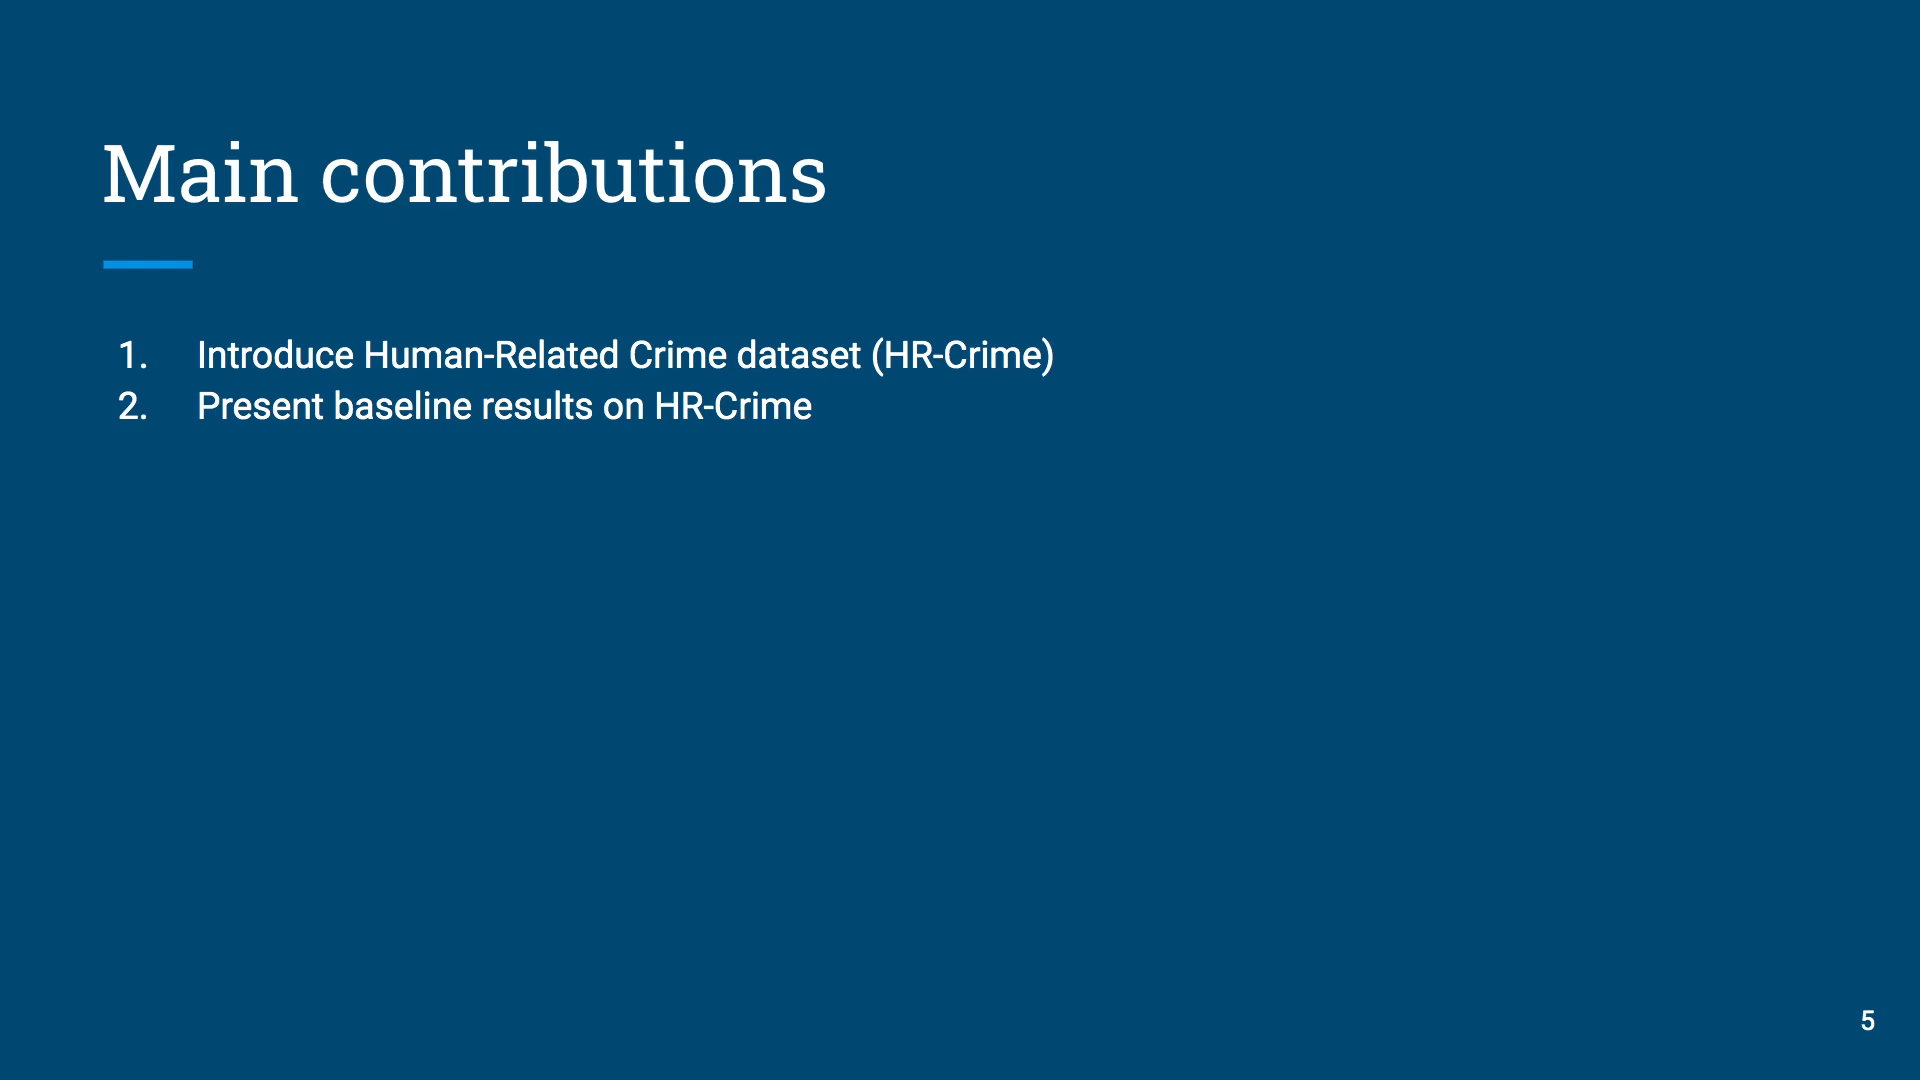 Main contributions
1. Introduce Human-Related Crime dataset (HR-Crime)
2. Present baseline results on HR-Crime
5